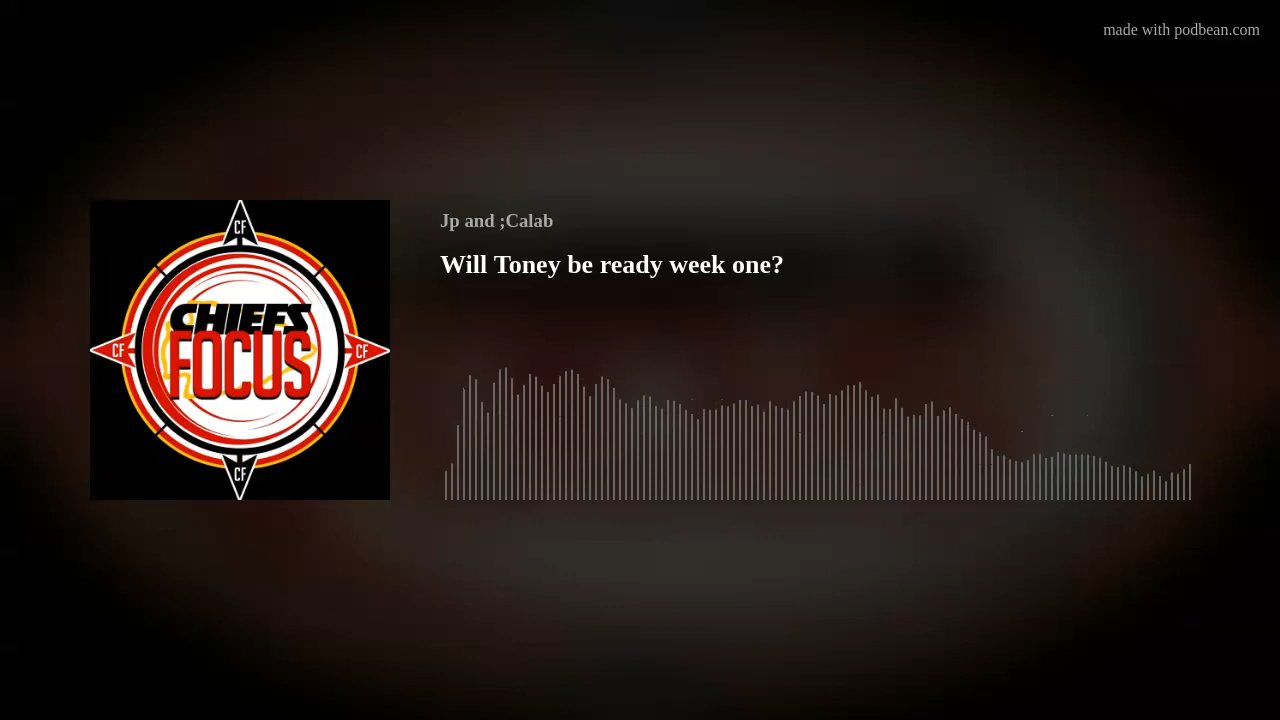 made with podbean.com
Jp and ;Calab
Will Toney be ready week one?
CF
CF
CHIEFS
FOCUS
CF
CF